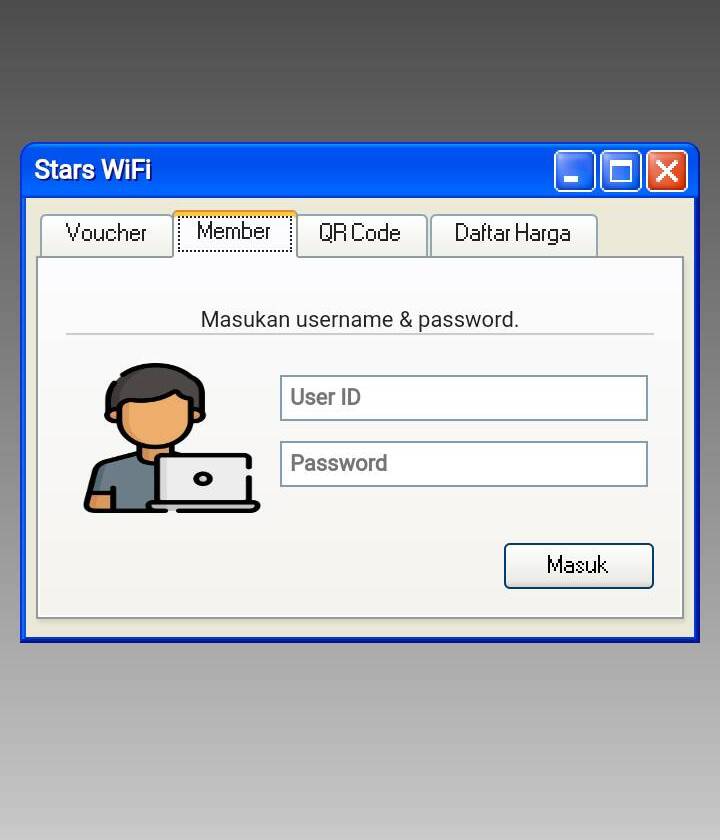 Stars WiFi
Voucher Member QR Code Daftar Harga
Masukan username & password.
User ID
Password
Masuk